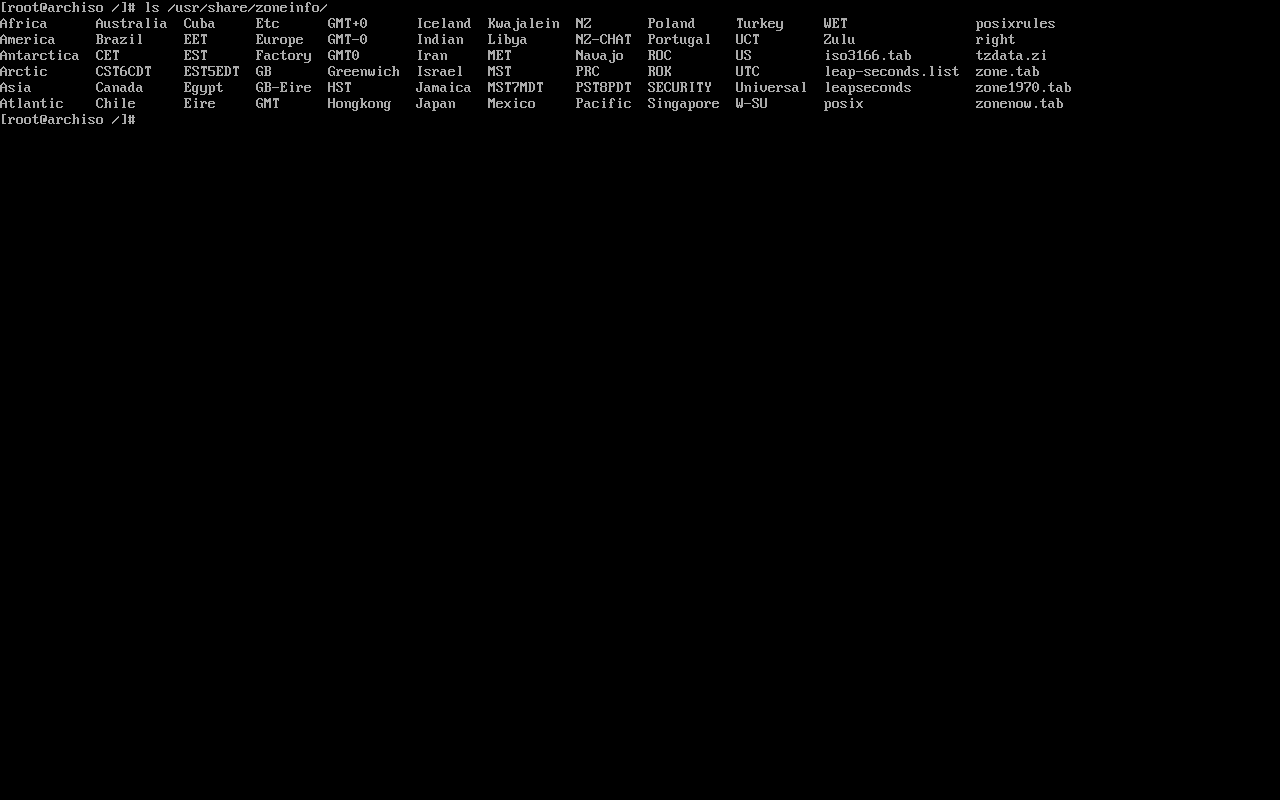 [root@archiso /]# ls /usr/share/zoneinfo/
Africa Australia Cuba Etc GMT+0 Iceland Kwajalein NZ Poland Turkey WET posixrules
America Brazil EET Europe GMT-0 Indian Libya NZ-CHAT Portugal UCT Zulu right
Antarctica CET EST Factory GMT0 Iran MET Navajo ROC US iso3166.tab tzdata.zi
Arctic CST6CDT EST5EDT GB Greenwich Israel MST PRC ROK UTC leap-seconds.list zone.tab
Asia Canada Egypt GB-Eire HST Jamaica MST7MDT PST8PDT SECURITY Universal leapseconds zone1970.tab
Atlantic Chile Eire GMT Hongkong Japan Mexico Pacific Singapore W-SU posix zonenow.tab
[root@archiso /]#